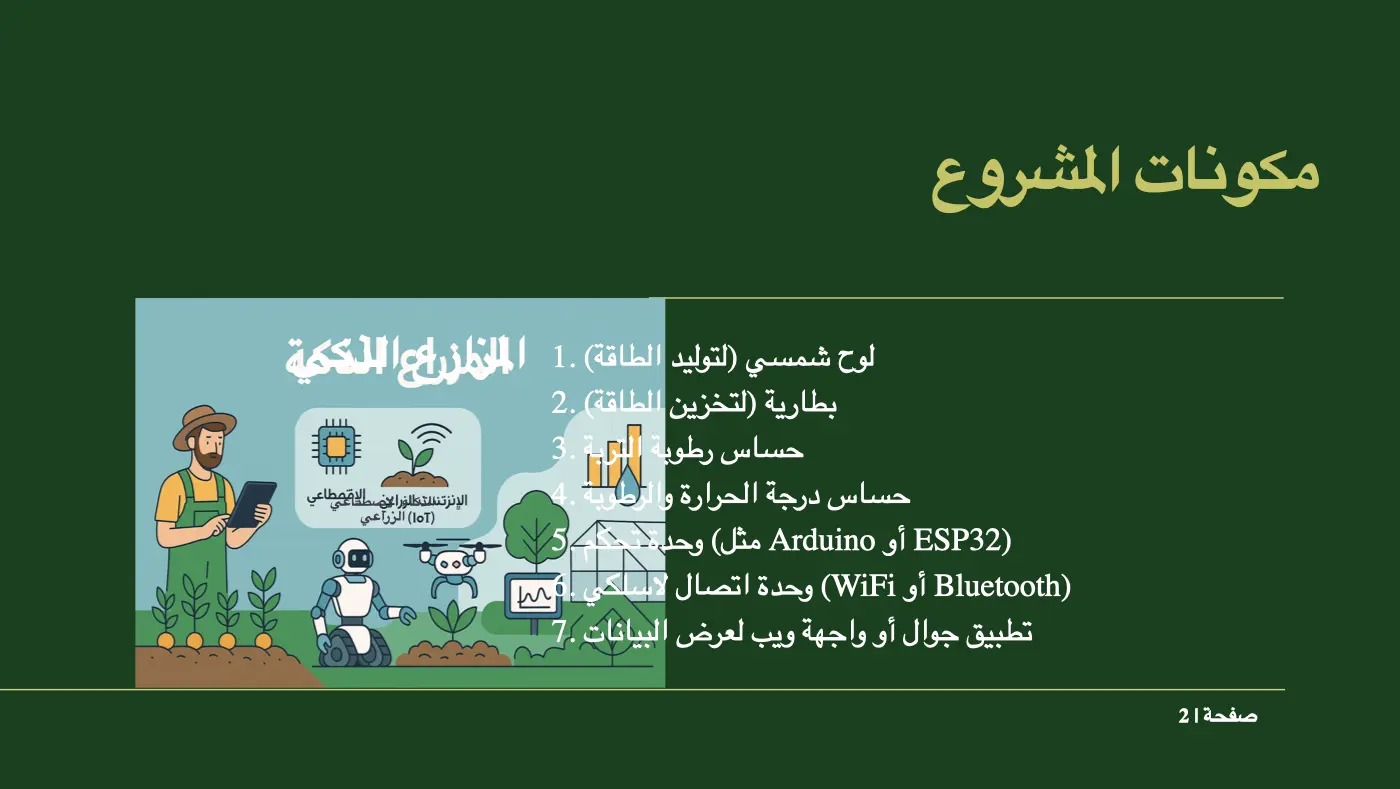 مكونات المشروع
1. لوح شمسي (لتوليد الطاقة)
2. بطارية (لتخزين الطاقة)
3. حساس رطوبة التربة
4. حساس درجة الحرارة والرطوبة
5. وحدة تحكم (مثل Arduino أو ESP32)
6. وحدة اتصال لاسلكي (WiFi أو Bluetooth)
7. تطبيق جوال أو واجهة ويب لعرض البيانات
الزراعي (IoT)
صفحة | 2